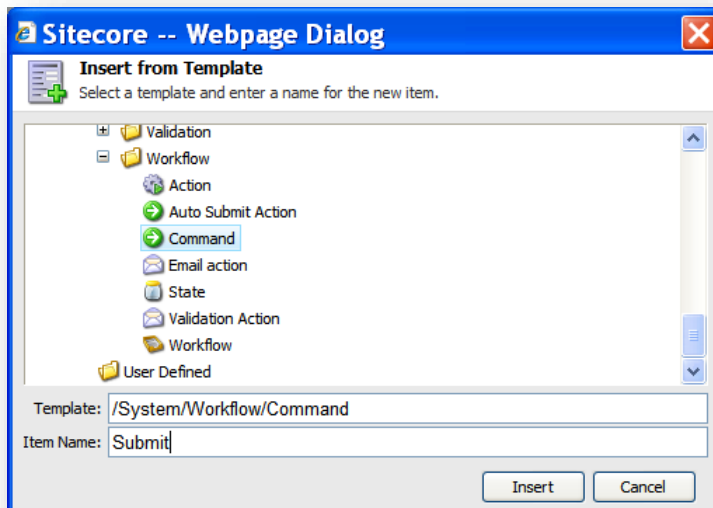 Sitecore -- Webpage Dialog
Insert from Template
Select a template and enter a name for the new item.
Validation
Workflow
Action
Auto Submit Action
Command
Email action
State
Validation Action
Workflow
User Defined
Template: /System/Workflow/Command
Item Name: Submit
Insert Cancel